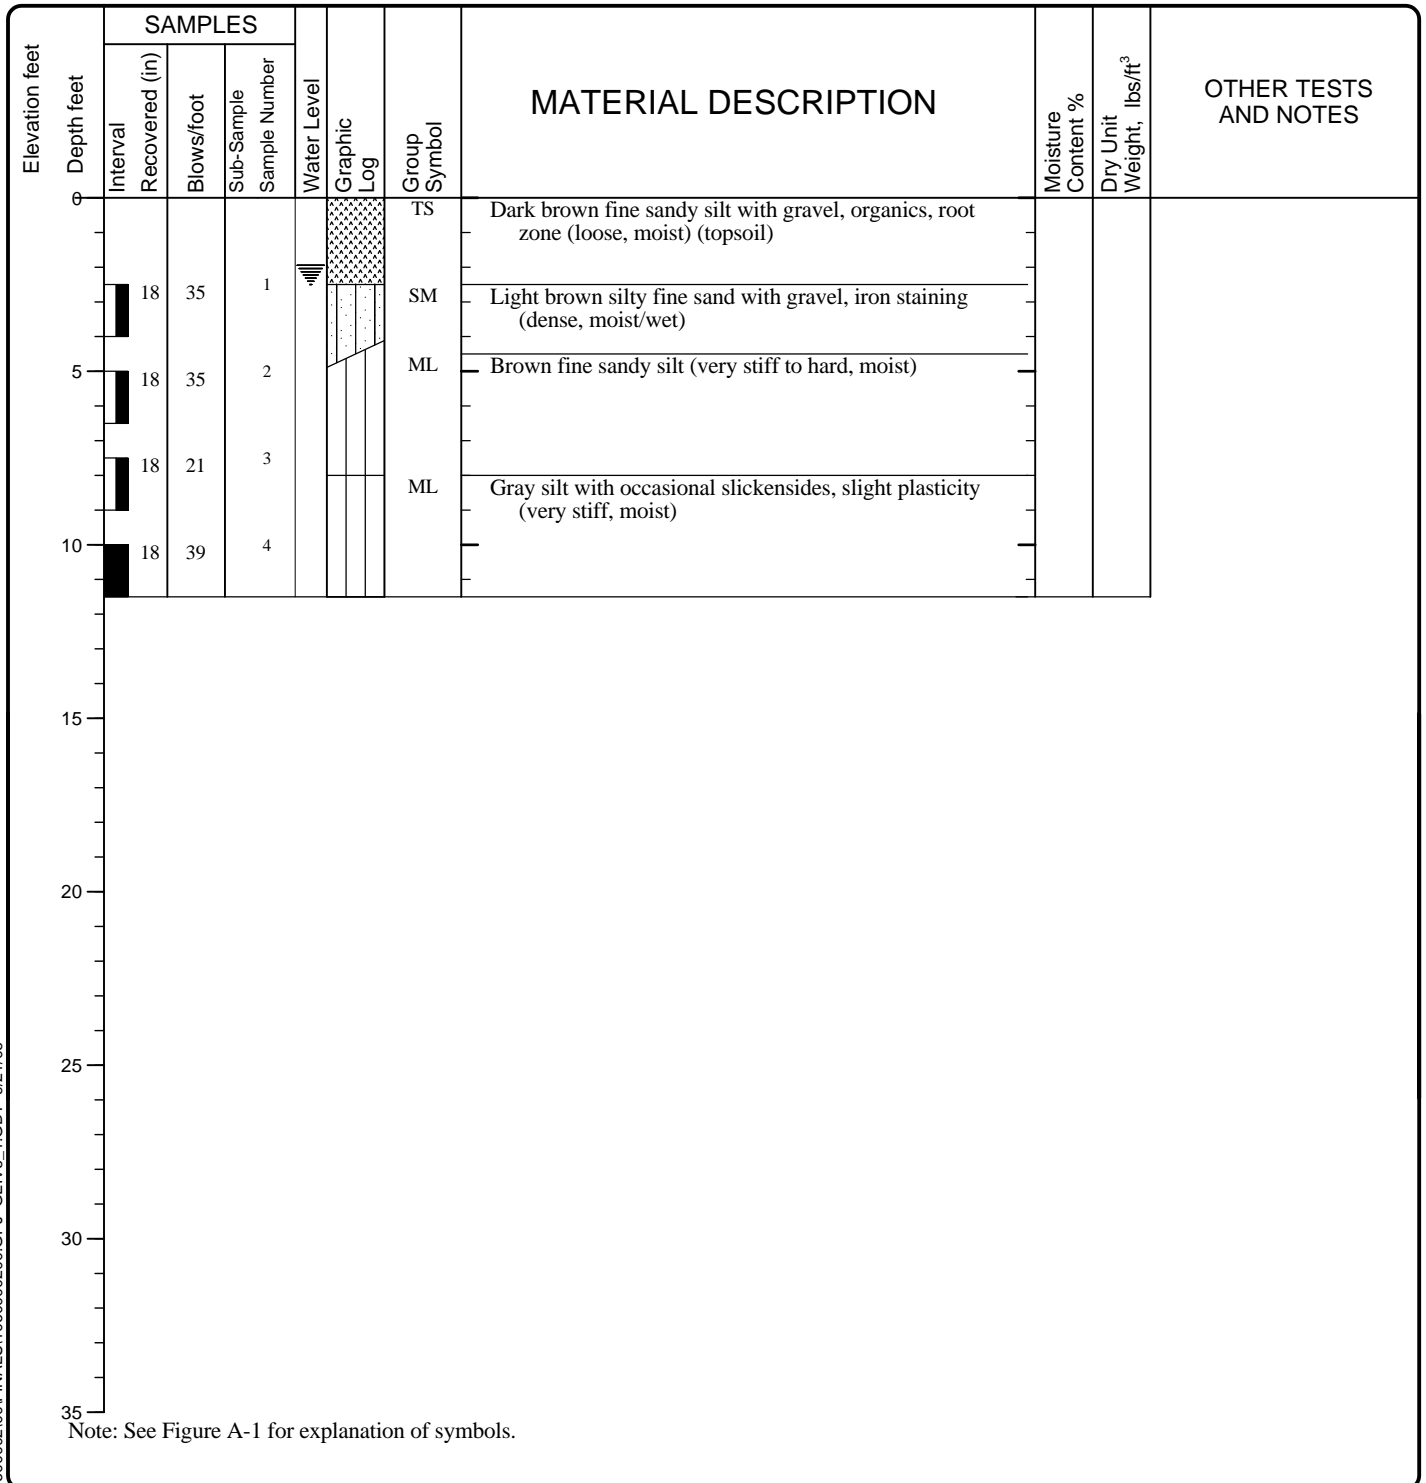 Elevation feet
Depth feet
SAMPLES
Interval
Recovered (in)
Blows/foot
Sub-Sample
Sample Number
Water Level
Graphic
Log
Group
Symbol
MATERIAL DESCRIPTION
Moisture
Content %
Dry Unit
Weight, lbs/ft³
OTHER TESTS
AND NOTES
0
TS
Dark brown fine sandy silt with gravel, organics, root
zone (loose, moist) (topsoil)
18 35 1
SM
Light brown silty fine sand with gravel, iron staining
(dense, moist/wet)
5
18 35 2
ML
Brown fine sandy silt (very stiff to hard, moist)
18 21 3
ML
Gray silt with occasional slickensides, slight plasticity
(very stiff, moist)
10
18 39 4
15
20
25
30
35
Note: See Figure A-1 for explanation of symbols.